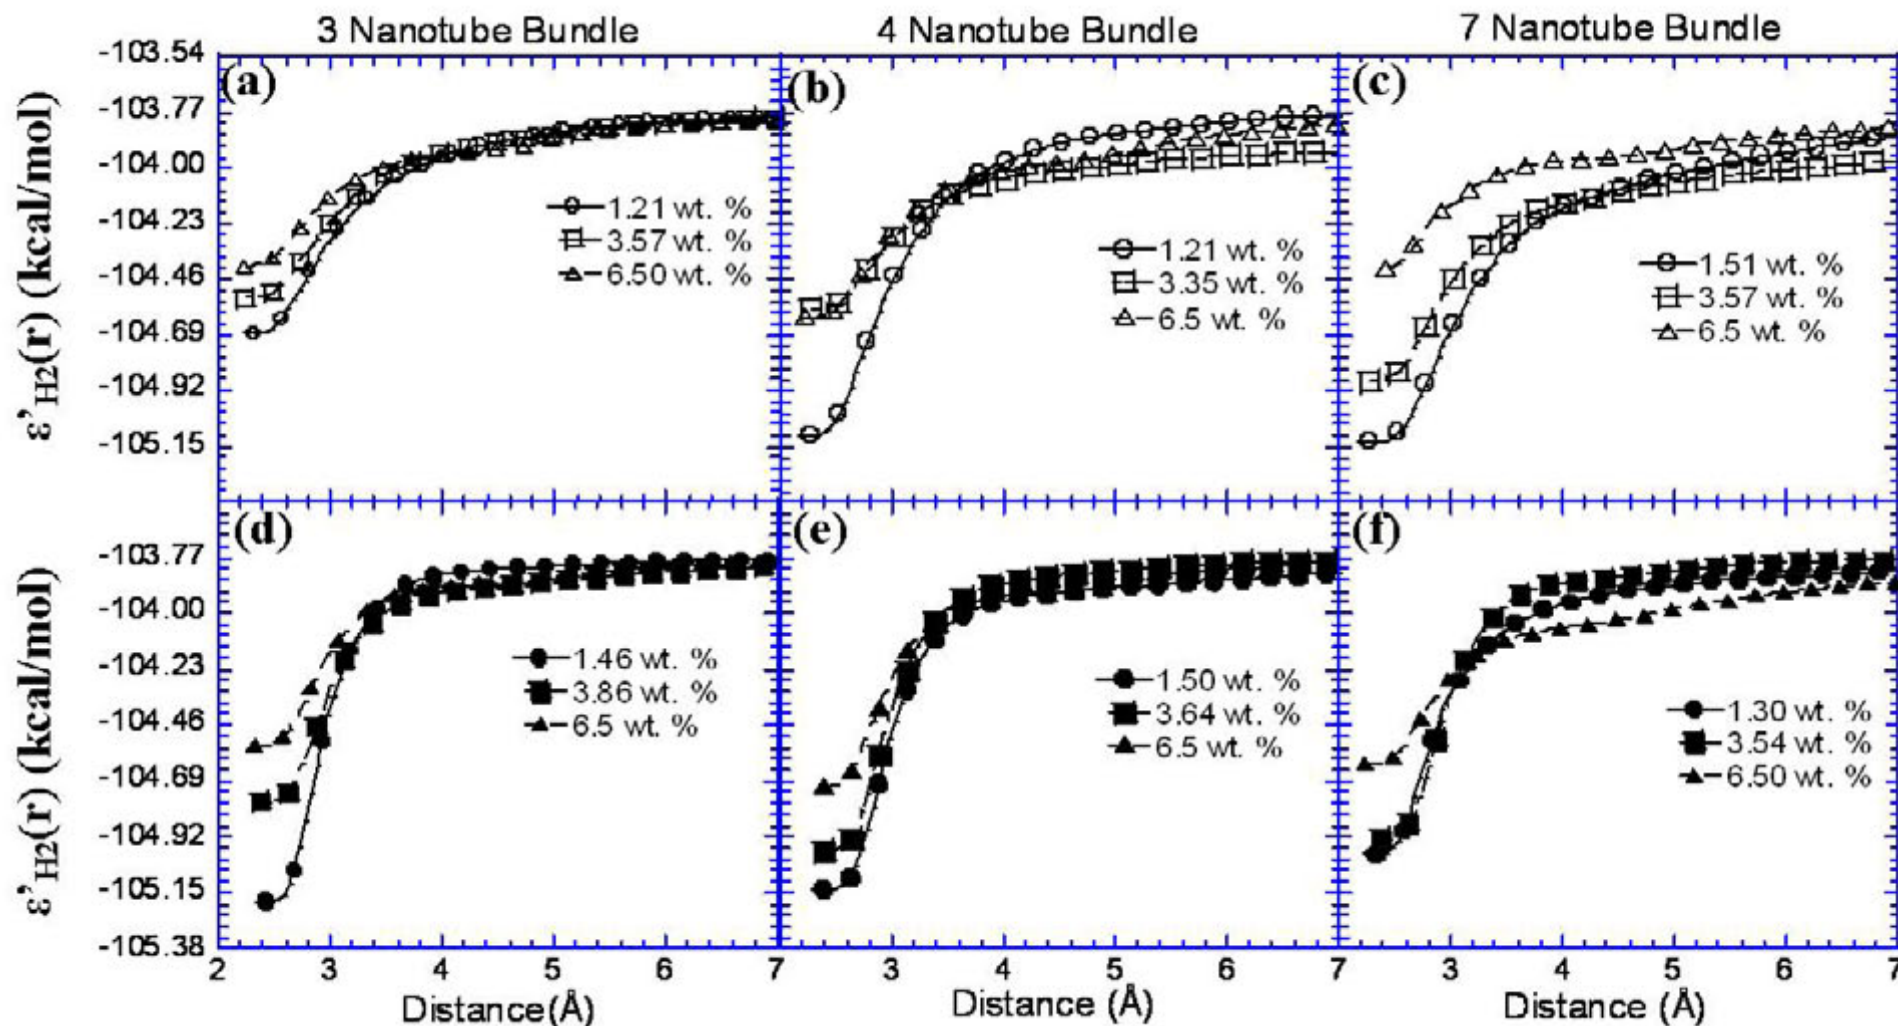 3 Nanotube Bundle
4 Nanotube Bundle
7 Nanotube Bundle
ε'H2(r) (kcal/mol)
-103.54
-103.77
-104.00
-104.23
-104.46
-104.69
-104.92
-105.15
(a)
1.21 wt. %
3.57 wt. %
6.50 wt. %
(b)
1.21 wt. %
3.35 wt. %
6.5 wt. %
(c)
1.51 wt. %
3.57 wt. %
6.5 wt. %
ε'H2(r) (kcal/mol)
-103.77
-104.00
-104.23
-104.46
-104.69
-104.92
-105.15
-105.38
(d)
1.46 wt. %
3.86 wt. %
6.5 wt. %
(e)
1.50 wt. %
3.64 wt. %
6.5 wt. %
(f)
1.30 wt. %
3.54 wt. %
6.50 wt. %
2 3 4 5 6 7 3 4 5 6 7 3 4 5 6 7
Distance(Å)
Distance (Å)
Distance (Å)